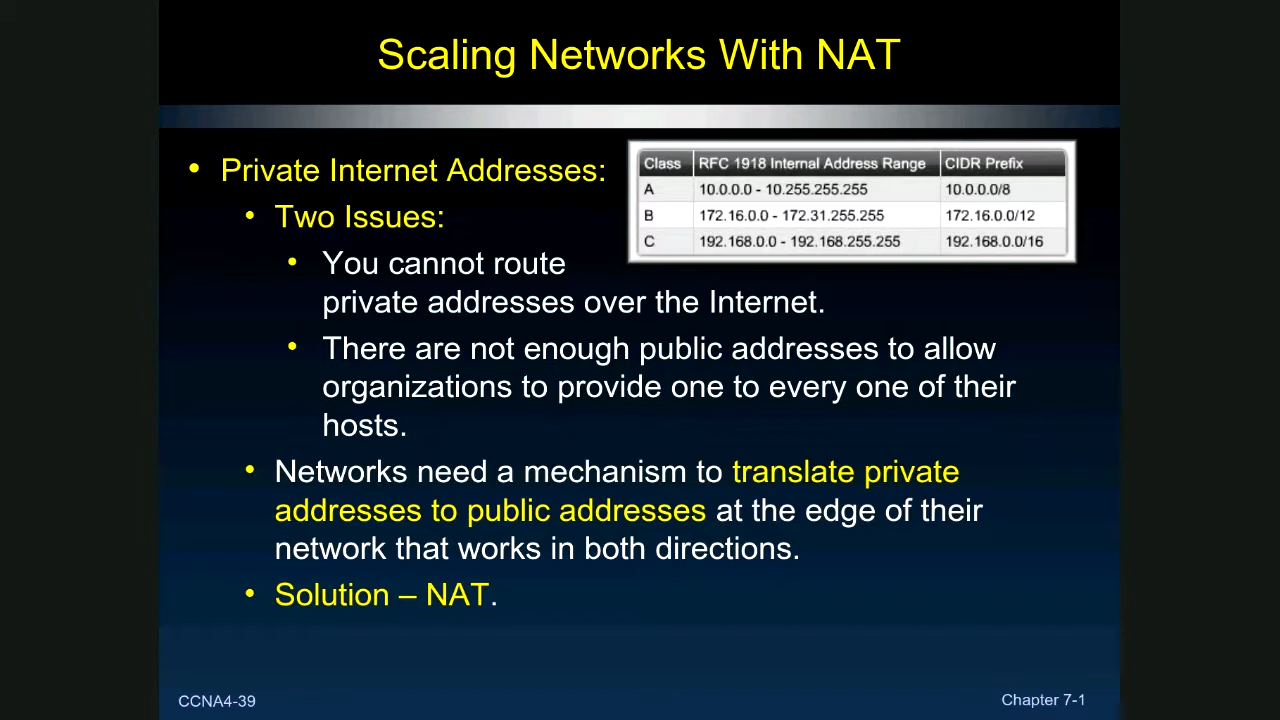 Scaling Networks With NAT
• Private Internet Addresses:
• Two Issues:
• You cannot route
private addresses over the Internet.
• There are not enough public addresses to allow
organizations to provide one to every one of their
hosts.
• Networks need a mechanism to translate private
addresses to public addresses at the edge of their
network that works in both directions.
• Solution – NAT.
Class RFC 1918 Internal Address Range CIDR Prefix
A 10.0.0.0 - 10.255.255.255 10.0.0.0/8
B 172.16.0.0 - 172.31.255.255 172.16.0.0/12
C 192.168.0.0 - 192.168.255.255 192.168.0.0/16
CCNA4-39
Chapter 7-1